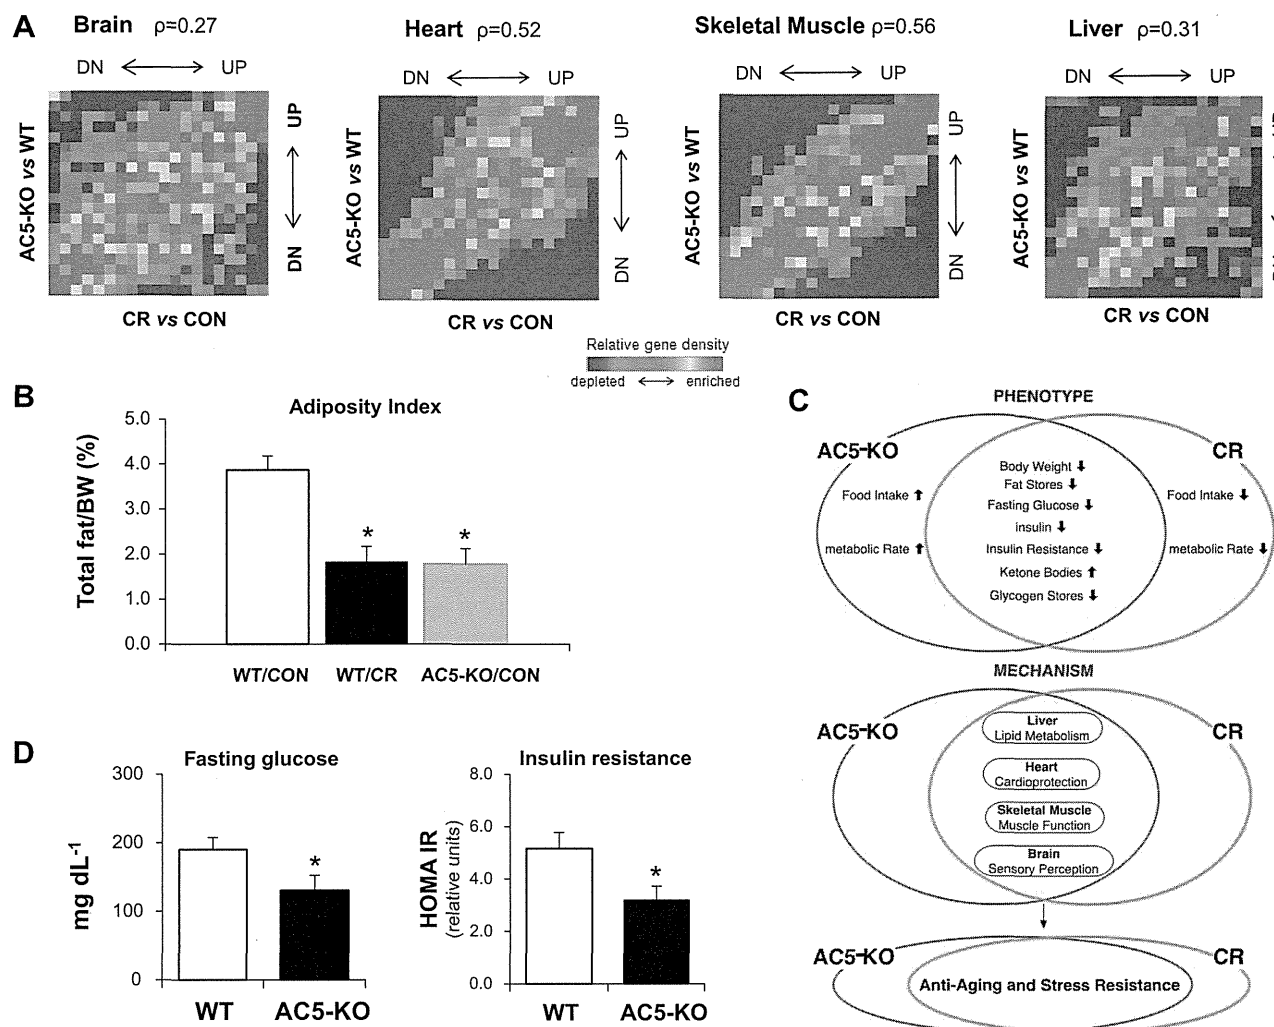 A
Brain ρ=0.27
Heart ρ=0.52
Skeletal Muscle ρ=0.56
Liver ρ=0.31
DN UP
DN UP
DN UP
DN UP
AC5-KO vs WT
UP
DN
AC5-KO vs WT
UP
DN
AC5-KO vs WT
UP
DN
AC5-KO vs WT
CR vs CON
CR vs CON
CR vs CON
CR vs CON
Relative gene density
depleted enriched
B
Adiposity Index
Total fat/BW (%)
5.0
4.0
3.0
2.0
1.0
0.0
* *
WT/CON WT/CR AC5-KO/CON
C
PHENOTYPE
AC5-KO
CR
Food Intake
metabolic Rate
Body Weight
Fat Stores
Fasting Glucose
insulin
Insulin Resistance
Ketone Bodies
Glycogen Stores
Food Intake
metabolic Rate
MECHANISM
AC5-KO
CR
Liver
Lipid Metabolism
Heart
Cardioprotection
Skeletal Muscle
Muscle Function
Brain
Sensory Perception
AC5-KO
CR
Anti-Aging and Stress Resistance
D
Fasting glucose
mg dL-1
300
200
100
0
*
WT AC5-KO
Insulin resistance
HOMA IR
(relative units)
8.0
6.0
4.0
2.0
0.0
*
WT AC5-KO